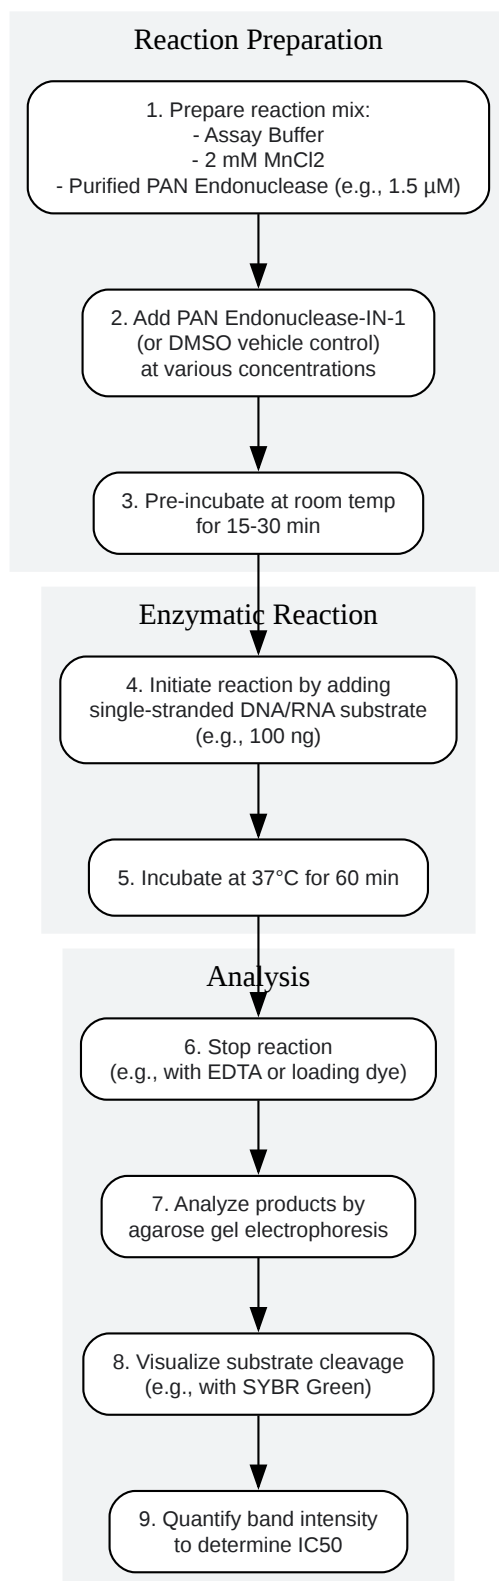 Reaction Preparation
1. Prepare reaction mix:
- Assay Buffer
- 2 mM MnCl2
- Purified PAN Endonuclease (e.g., 1.5 µM)
2. Add PAN Endonuclease-IN-1
(or DMSO vehicle control)
at various concentrations
3. Pre-incubate at room temp
for 15-30 min
Enzymatic Reaction
4. Initiate reaction by adding
single-stranded DNA/RNA substrate
(e.g., 100 ng)
5. Incubate at 37°C for 60 min
Analysis
6. Stop reaction
(e.g., with EDTA or loading dye)
7. Analyze products by
agarose gel electrophoresis
8. Visualize substrate cleavage
(e.g., with SYBR Green)
9. Quantify band intensity
to determine IC50